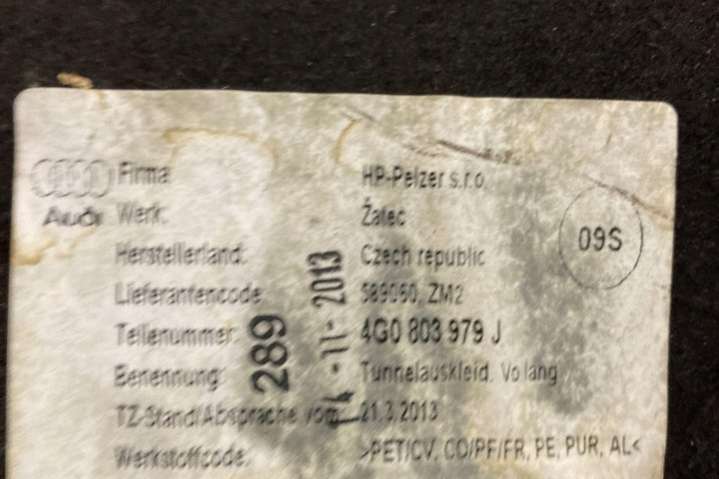 Firma: HP-Pelzer s.r.o.
Audi Werk: Žatec
09S
Herstellerland: Czech republic
Lieferantencode: 589060, ZM2
Teilenummer: 4G0 803 979 J
Benennung: Tunnelauskleid. Vo lang
TZ-Stand/Absprache vom 21.3.2013
Werkstoffcode: >PET/CV, CO/PF/FR, PE, PUR, AL<
289
14 -11- 2013